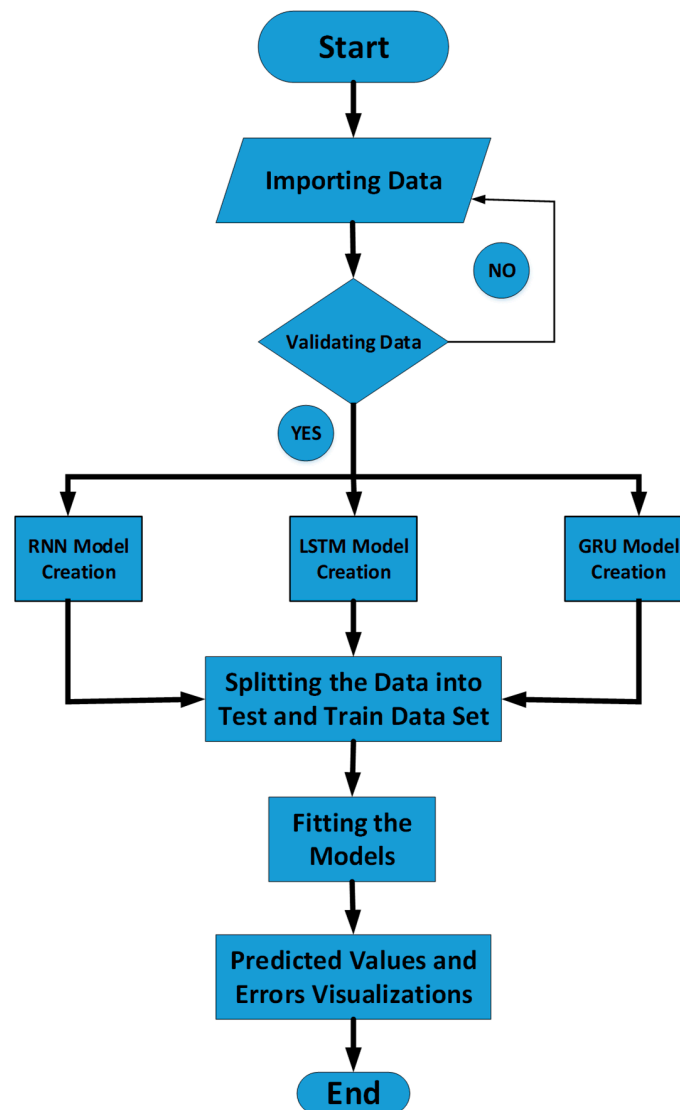 Start
Importing Data
NO
Validating Data
YES
RNN Model
Creation
LSTM Model
Creation
GRU Model
Creation
Splitting the Data into
Test and Train Data Set
Fitting the
Models
Predicted Values and
Errors Visualizations
End